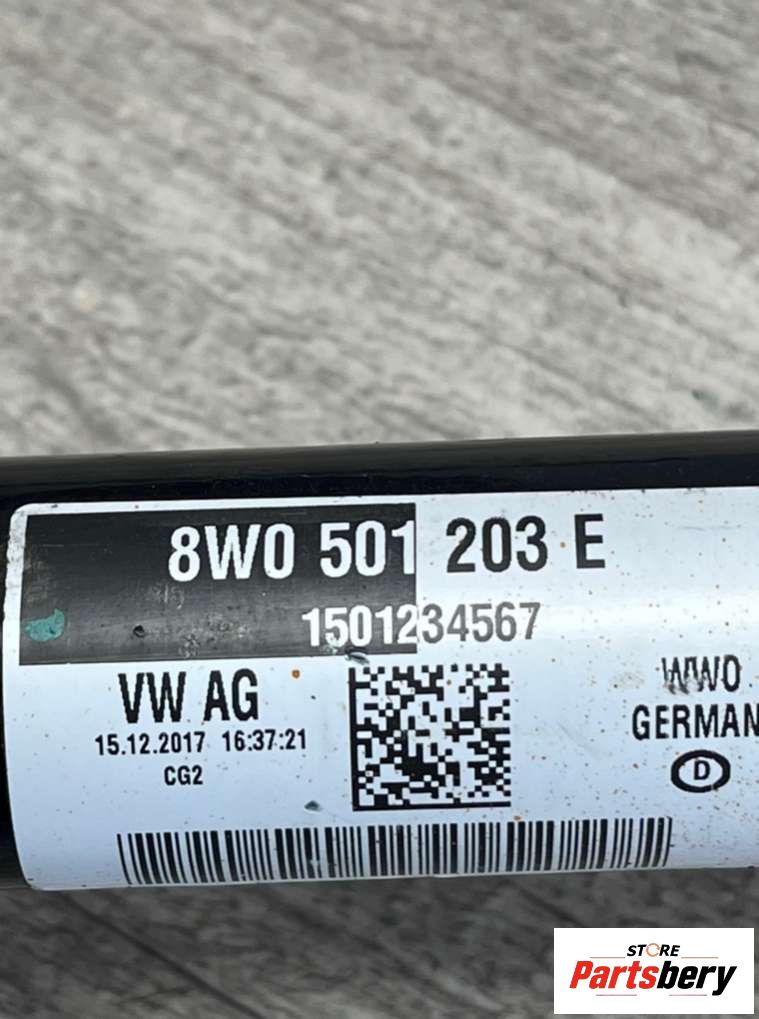 8W0 501 203 E
1501234567
VW AG
15.12.2017 16:37:21
CG2
WWO
GERMAN
D
STORE
Partsbery